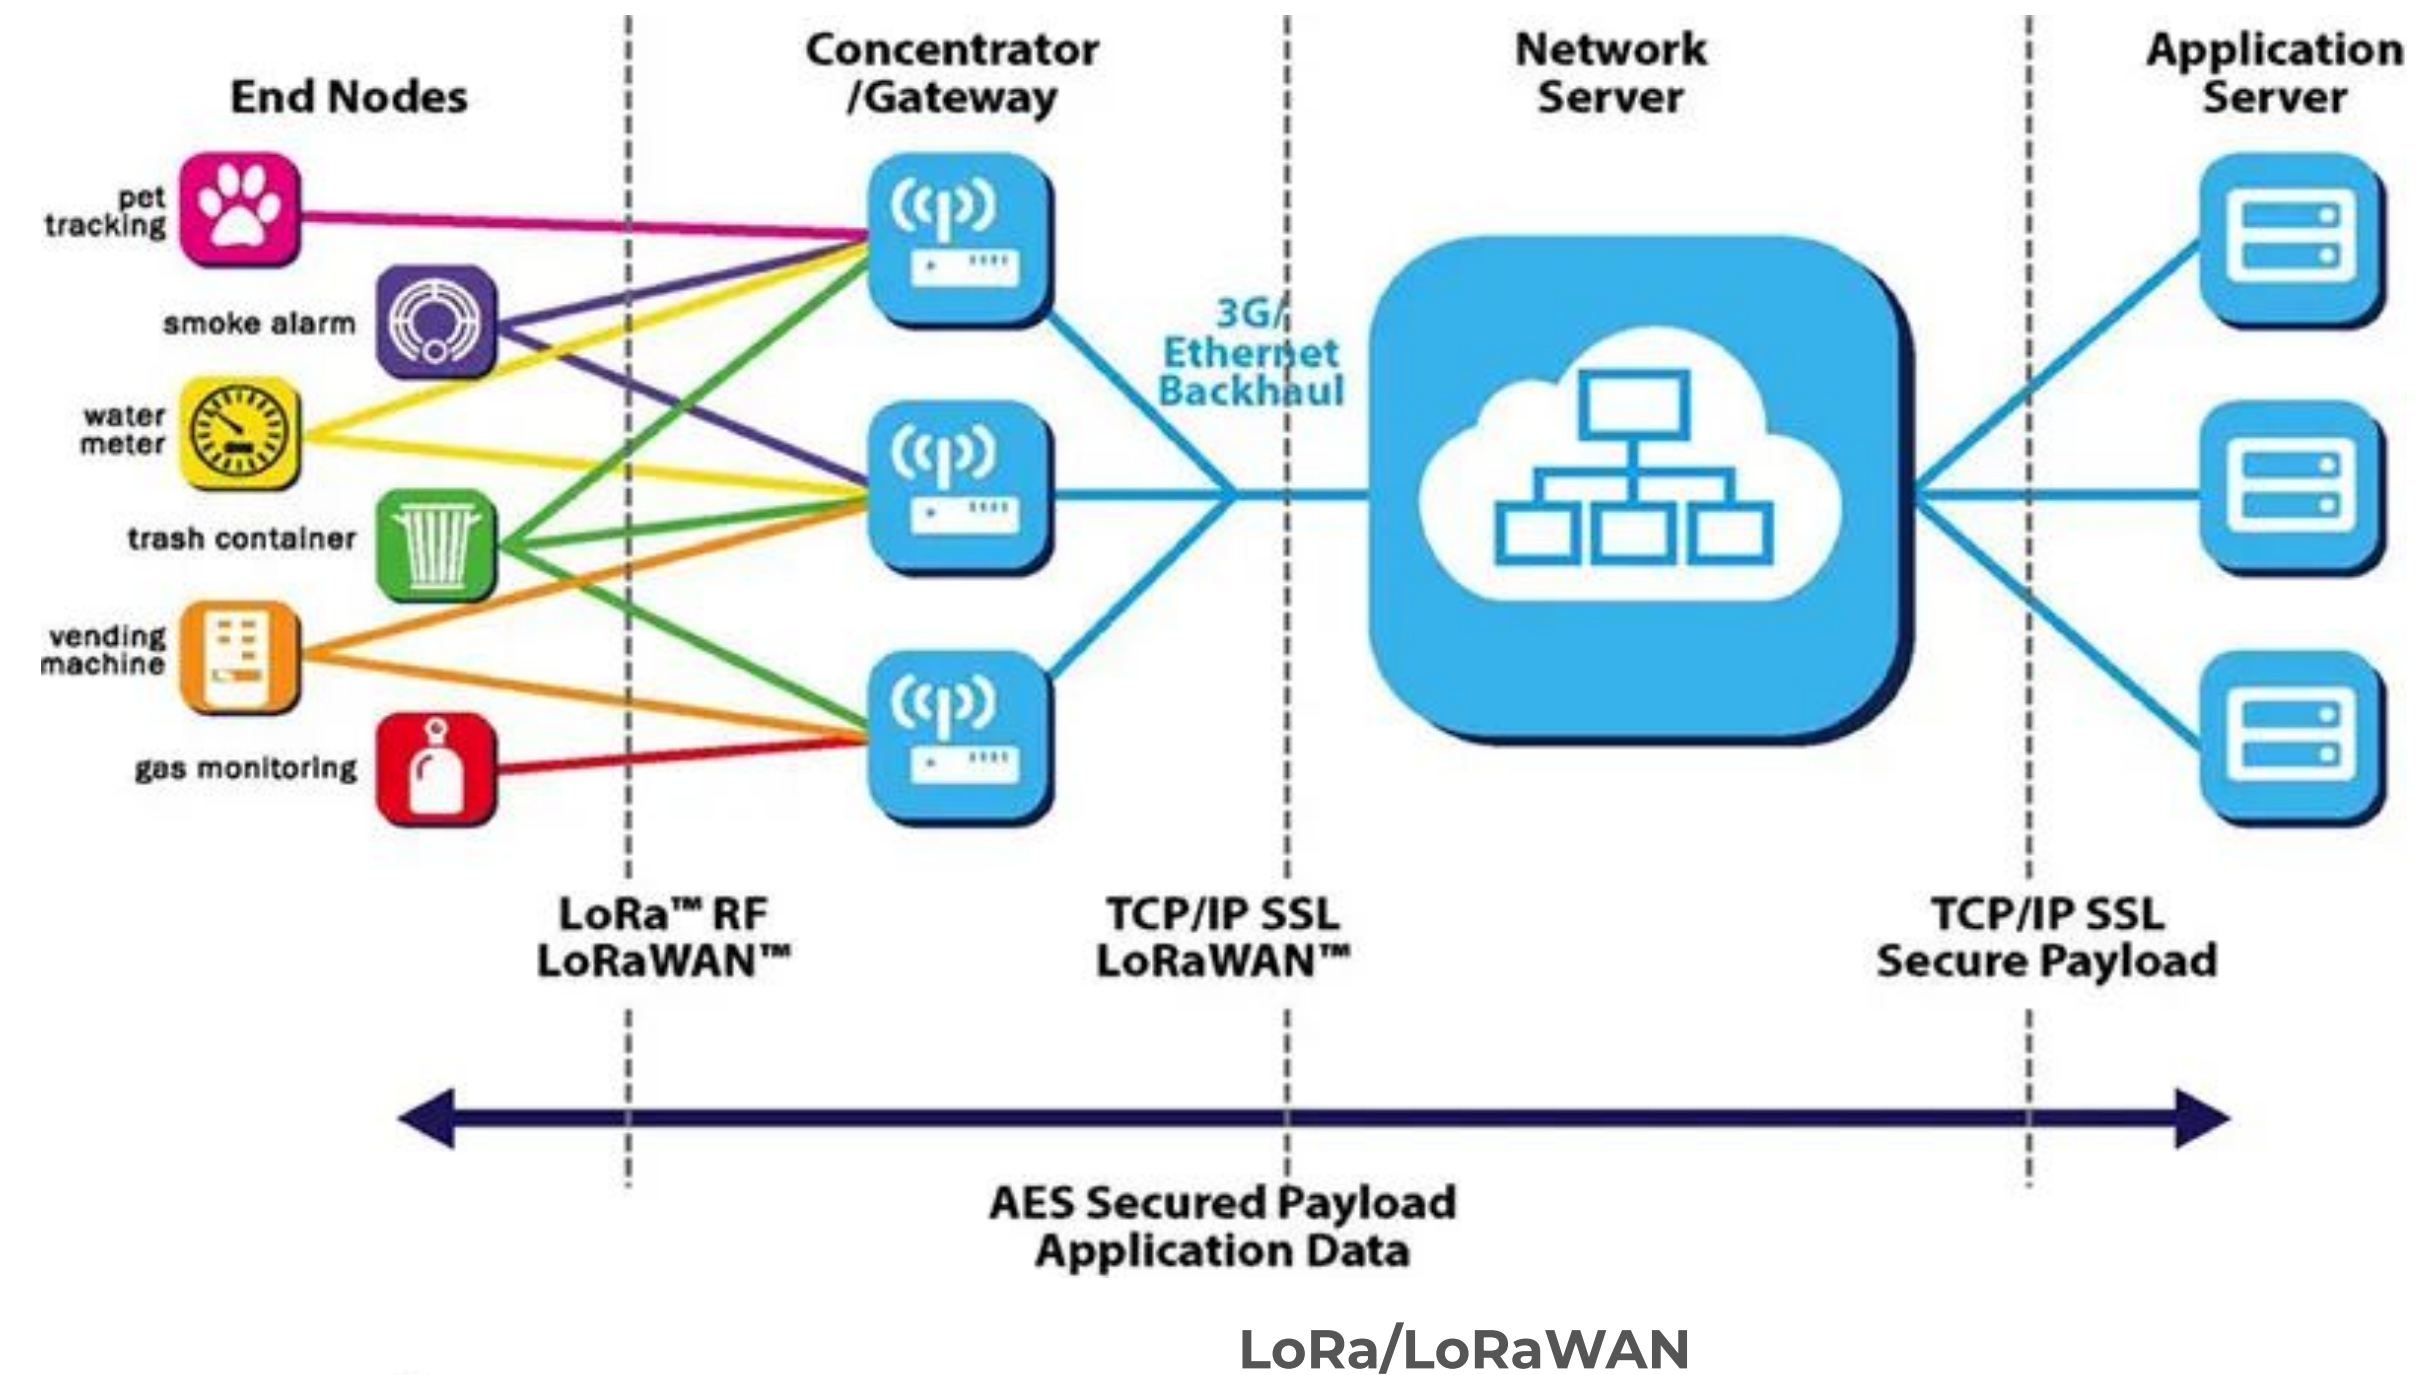 End Nodes
Concentrator
/Gateway
Network
Server
Application
Server
pet
tracking
smoke alarm
water
meter
trash container
vending
machine
gas monitoring
3G/
Ethernet
Backhaul
LoRa™ RF
LoRaWAN™
TCP/IP SSL
LoRaWAN™
TCP/IP SSL
Secure Payload
AES Secured Payload
Application Data
LoRa/LoRaWAN